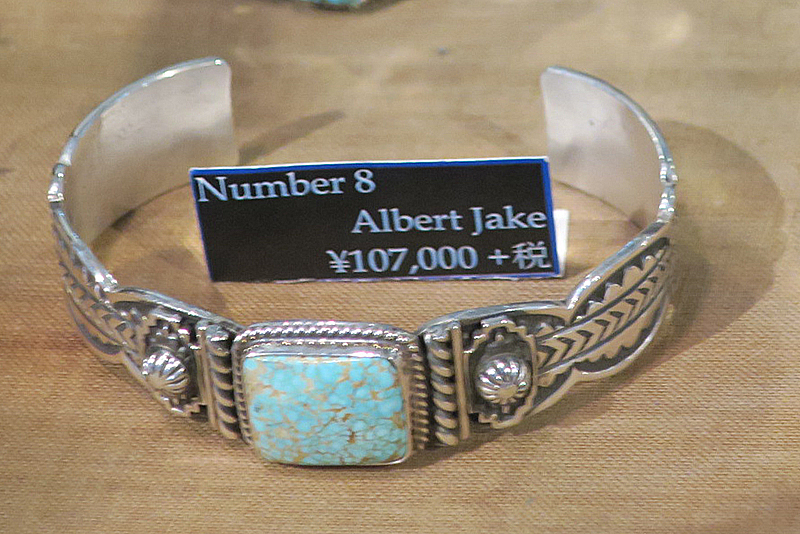 Number 8
Albert Jake
¥107,000 +税